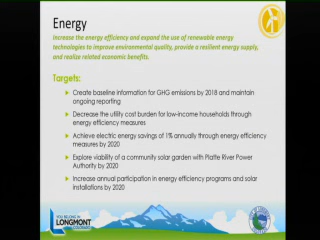 Energy
Increase the energy efficiency and expand the use of renewable energy
technologies to improve environmental quality, provide a resilient energy supply,
and realize related economic benefits.
Targets:
Create baseline information for GHG emissions by 2018 and maintain
ongoing reporting
Decrease the utility cost burden for low-income households through
energy efficiency measures
Achieve electric energy savings of 1% annually through energy efficiency
measures by 2020
Explore viability of a community solar garden with Platte River Power
Authority by 2020
Increase annual participation in energy efficiency programs and solar
installations by 2020
YOU BELONG IN
LONGMONT
COLORADO